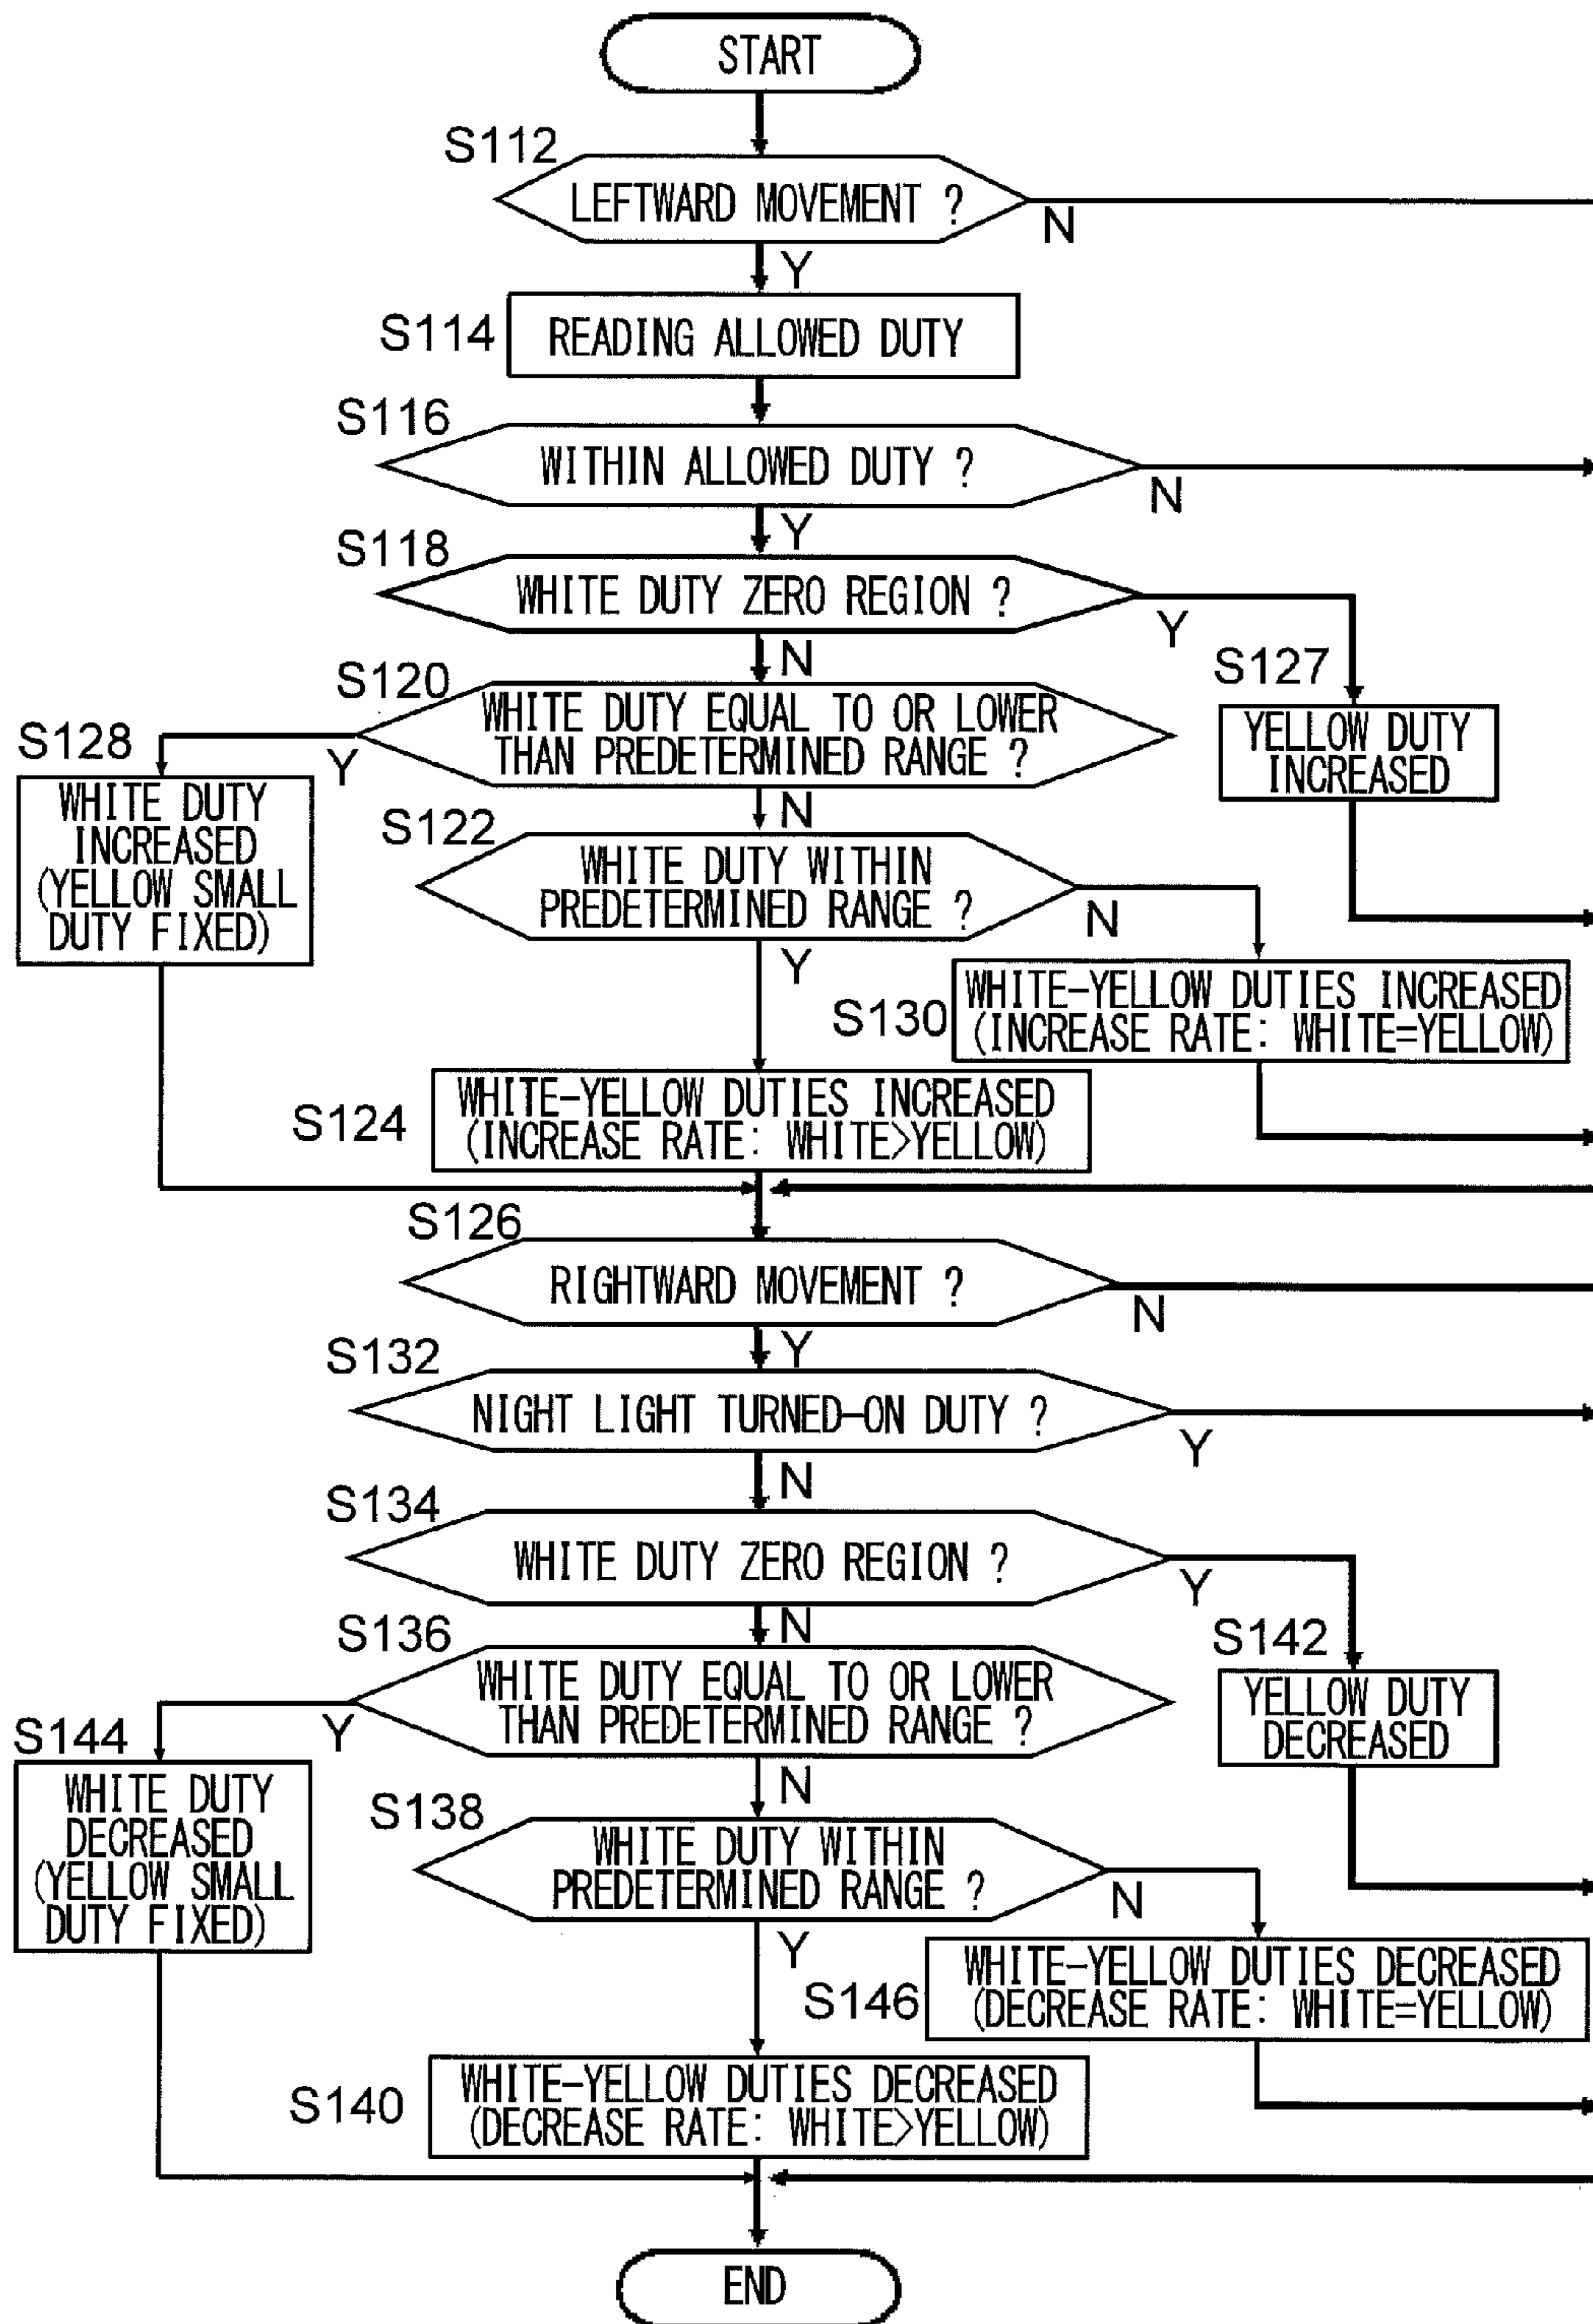 START
S112
LEFTWARD MOVEMENT ?
N
Y
S114
READING ALLOWED DUTY
S116
WITHIN ALLOWED DUTY ?
N
Y
S118
WHITE DUTY ZERO REGION ?
Y
N
S127
YELLOW DUTY
INCREASED
S120
WHITE DUTY EQUAL TO OR LOWER
THAN PREDETERMINED RANGE ?
Y
N
S128
WHITE DUTY
INCREASED
(YELLOW SMALL
DUTY FIXED)
S122
WHITE DUTY WITHIN
PREDETERMINED RANGE ?
N
Y
S130
WHITE-YELLOW DUTIES INCREASED
(INCREASE RATE: WHITE=YELLOW)
S124
WHITE-YELLOW DUTIES INCREASED
(INCREASE RATE: WHITE>YELLOW)
S126
RIGHTWARD MOVEMENT ?
N
Y
S132
NIGHT LIGHT TURNED-ON DUTY ?
Y
N
S134
WHITE DUTY ZERO REGION ?
Y
N
S142
YELLOW DUTY
DECREASED
S136
WHITE DUTY EQUAL TO OR LOWER
THAN PREDETERMINED RANGE ?
Y
N
S144
WHITE DUTY
DECREASED
(YELLOW SMALL
DUTY FIXED)
S138
WHITE DUTY WITHIN
PREDETERMINED RANGE ?
N
Y
S146
WHITE-YELLOW DUTIES DECREASED
(DECREASE RATE: WHITE=YELLOW)
S140
WHITE-YELLOW DUTIES DECREASED
(DECREASE RATE: WHITE>YELLOW)
END